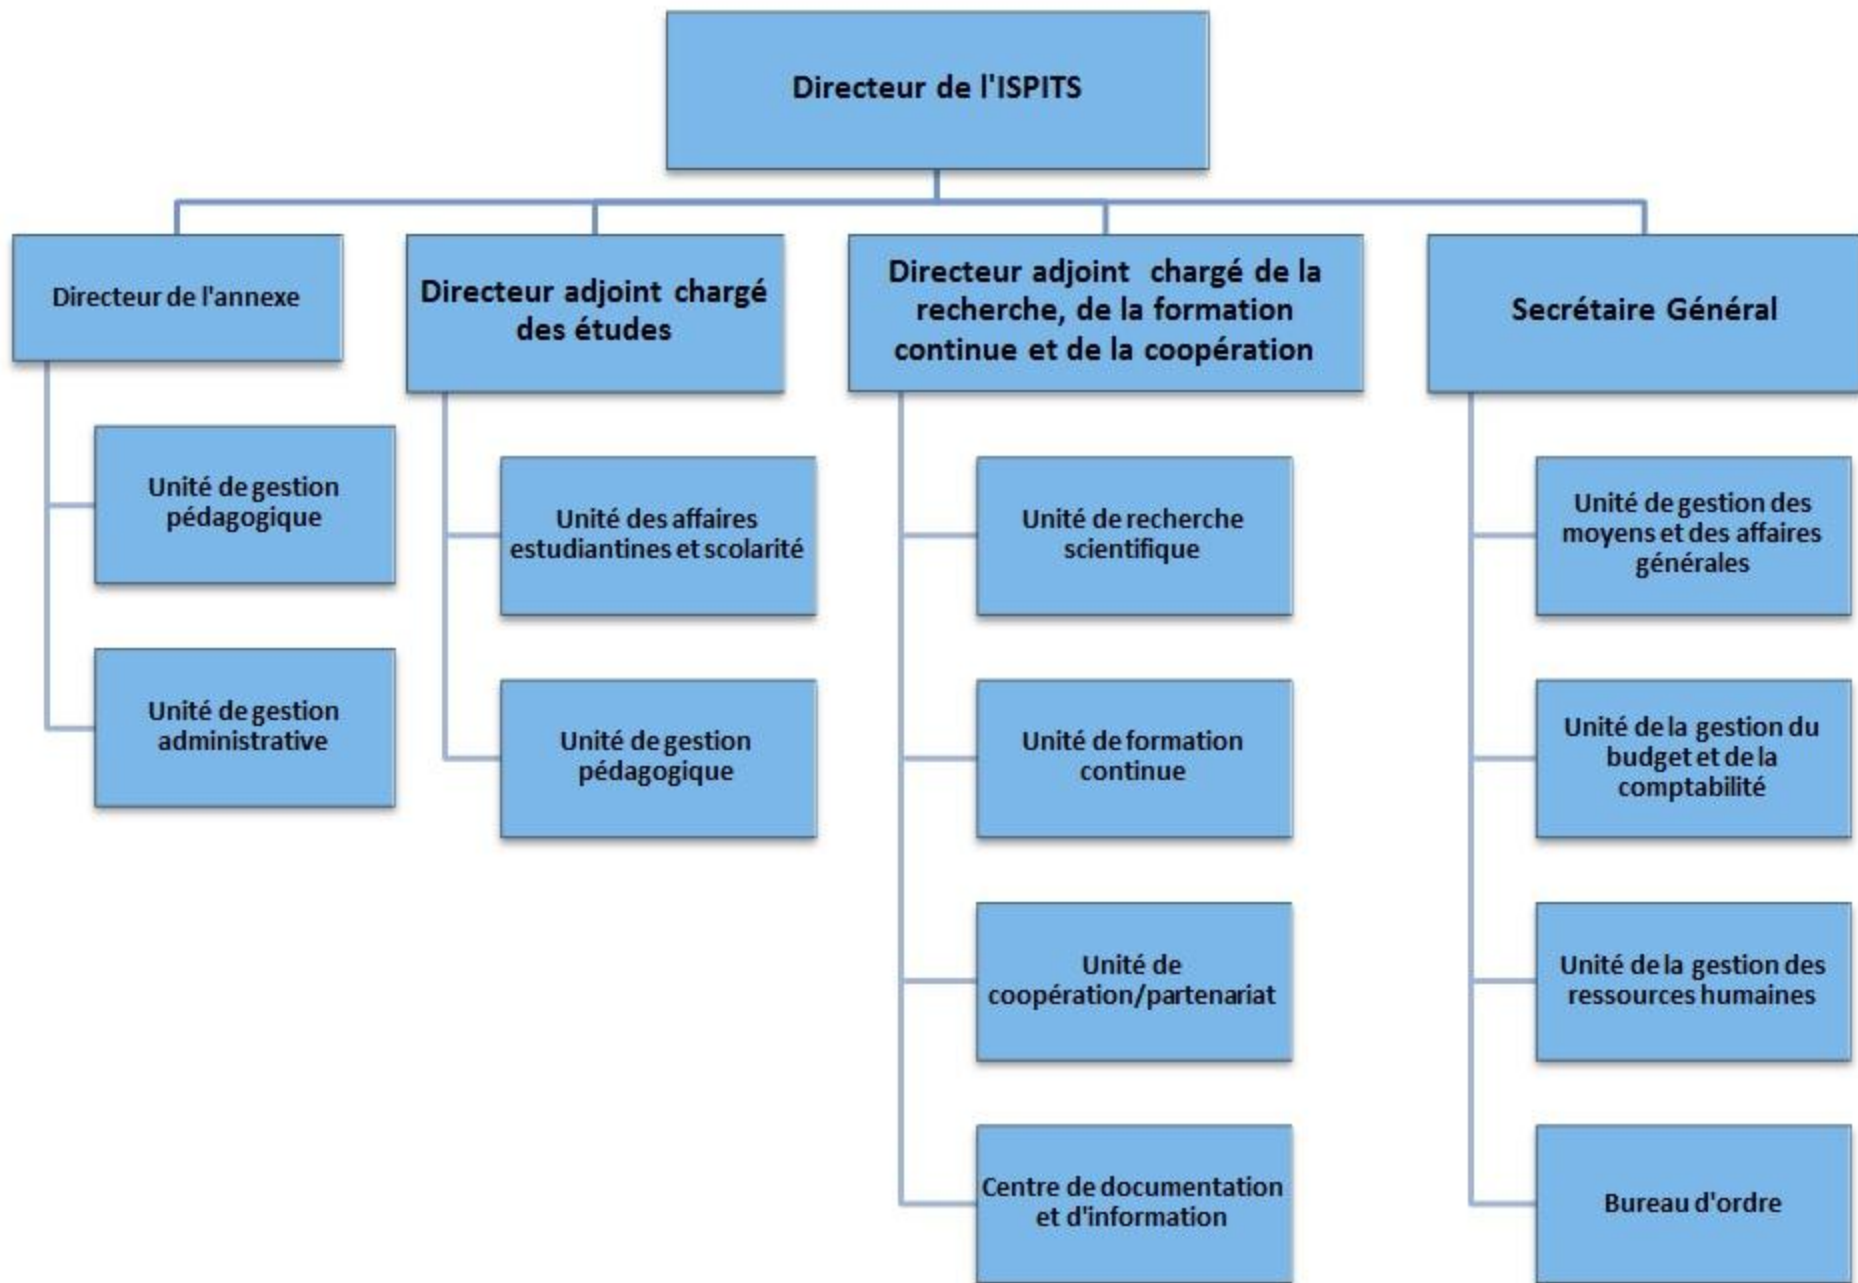 Directeur de l'ISPITS
Directeur de l'annexe
Directeur adjoint chargé
des études
Directeur adjoint chargé de la
recherche, de la formation
continue et de la coopération
Secrétaire Général
Unité de gestion
pédagogique
Unité de gestion
administrative
Unité des affaires
estudiantines et scolarité
Unité de gestion
pédagogique
Unité de recherche
scientifique
Unité de formation
continue
Unité de
coopération/partenariat
Centre de documentation
et d'information
Unité de gestion des
moyens et des affaires
générales
Unité de la gestion du
budget et de la
comptabilité
Unité de la gestion des
ressources humaines
Bureau d'ordre